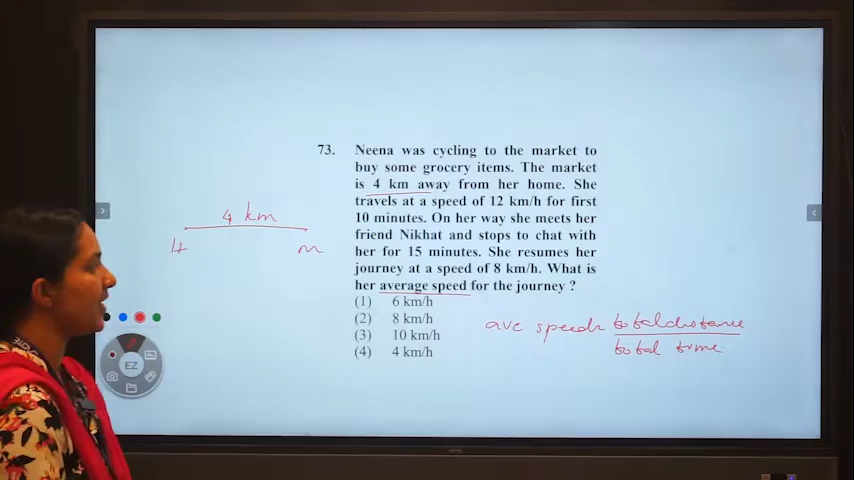 73. Neena was cycling to the market to
buy some grocery items. The market
is 4 km away from her home. She
travels at a speed of 12 km/h for first
10 minutes. On her way she meets her
friend Nikhat and stops to chat with
her for 15 minutes. She resumes her
journey at a speed of 8 km/h. What is
her average speed for the journey ?
(1) 6 km/h
(2) 8 km/h
(3) 10 km/h
(4) 4 km/h
4 km
H m
ave speed = total distance
total time
EZ